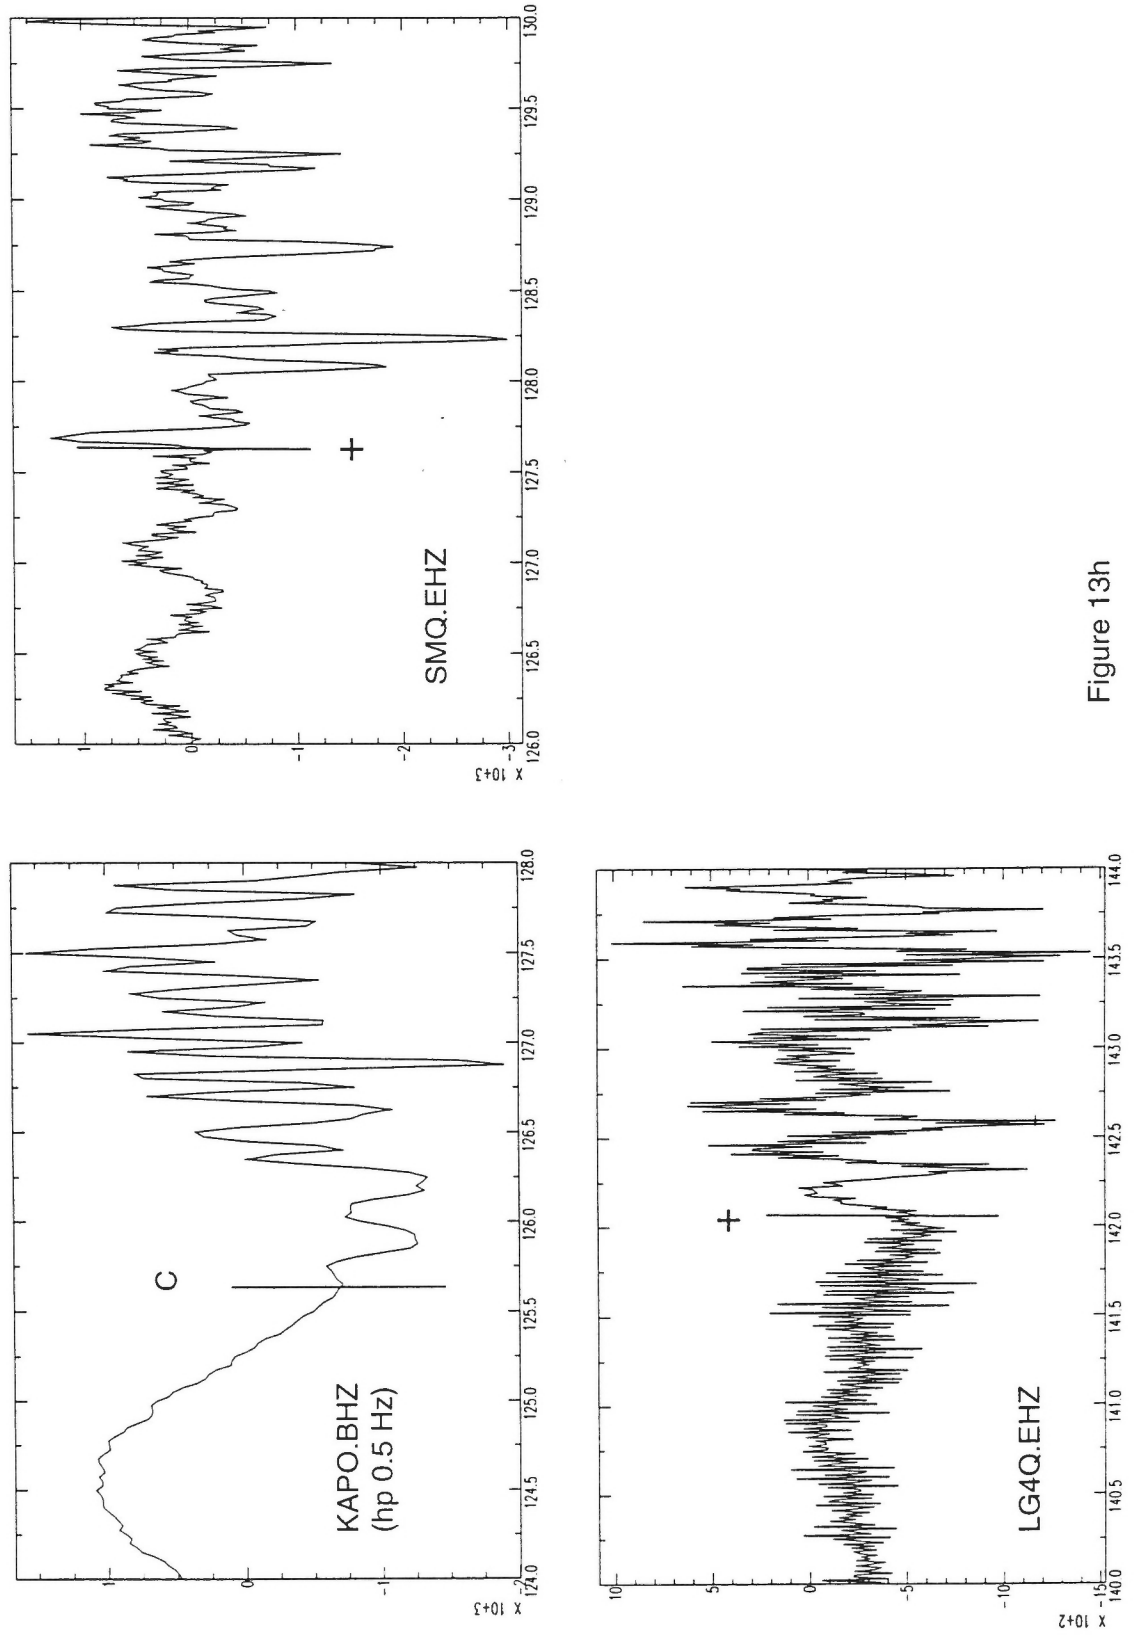 C
KAPO.BHZ
(hp 0.5 Hz)
1
0
-1
-2
X 10+3
124.0 124.5 125.0 125.5 126.0 126.5 127.0 127.5 128.0
+
SMQ.EHZ
1
0
-1
-2
-3
X 10+3
126.0 126.5 127.0 127.5 128.0 128.5 129.0 129.5 130.0
+
LG4Q.EHZ
10
5
0
-5
-10
-15
X 10+2
140.0 140.5 141.0 141.5 142.0 142.5 143.0 143.5 144.0
Figure 13h